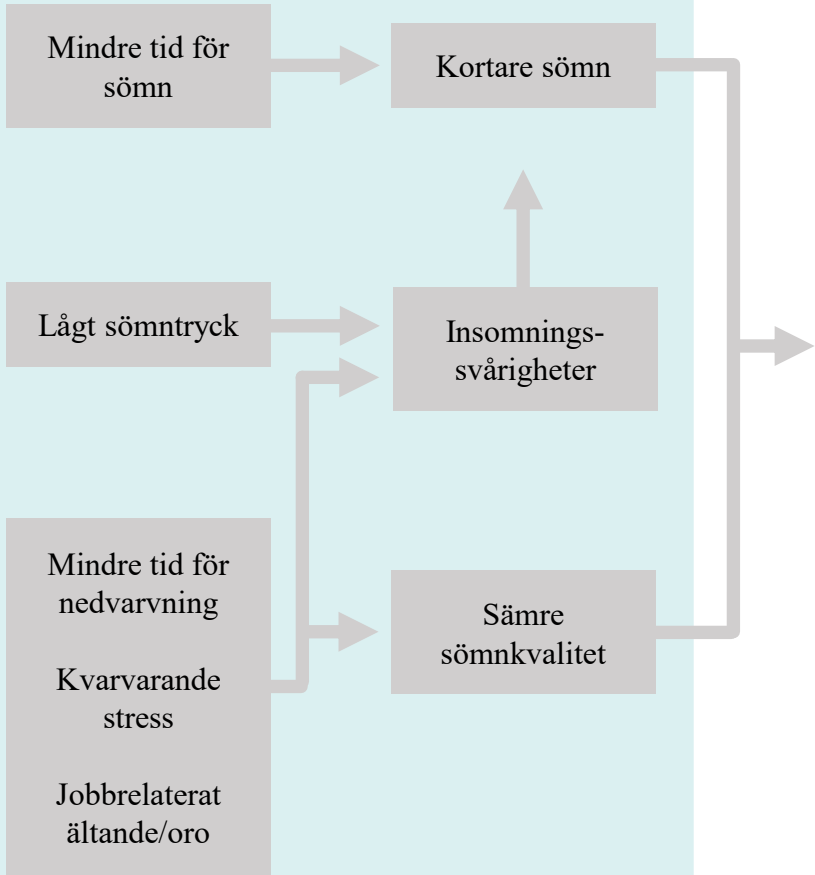 Mindre tid för
sömn
Kortare sömn
Lågt sömntryck
Insomnings-
svårigheter
Mindre tid för
nedvarvning
Kvarvarande
stress
Jobbrelaterat
ältande/oro
Sämre
sömnkvalitet